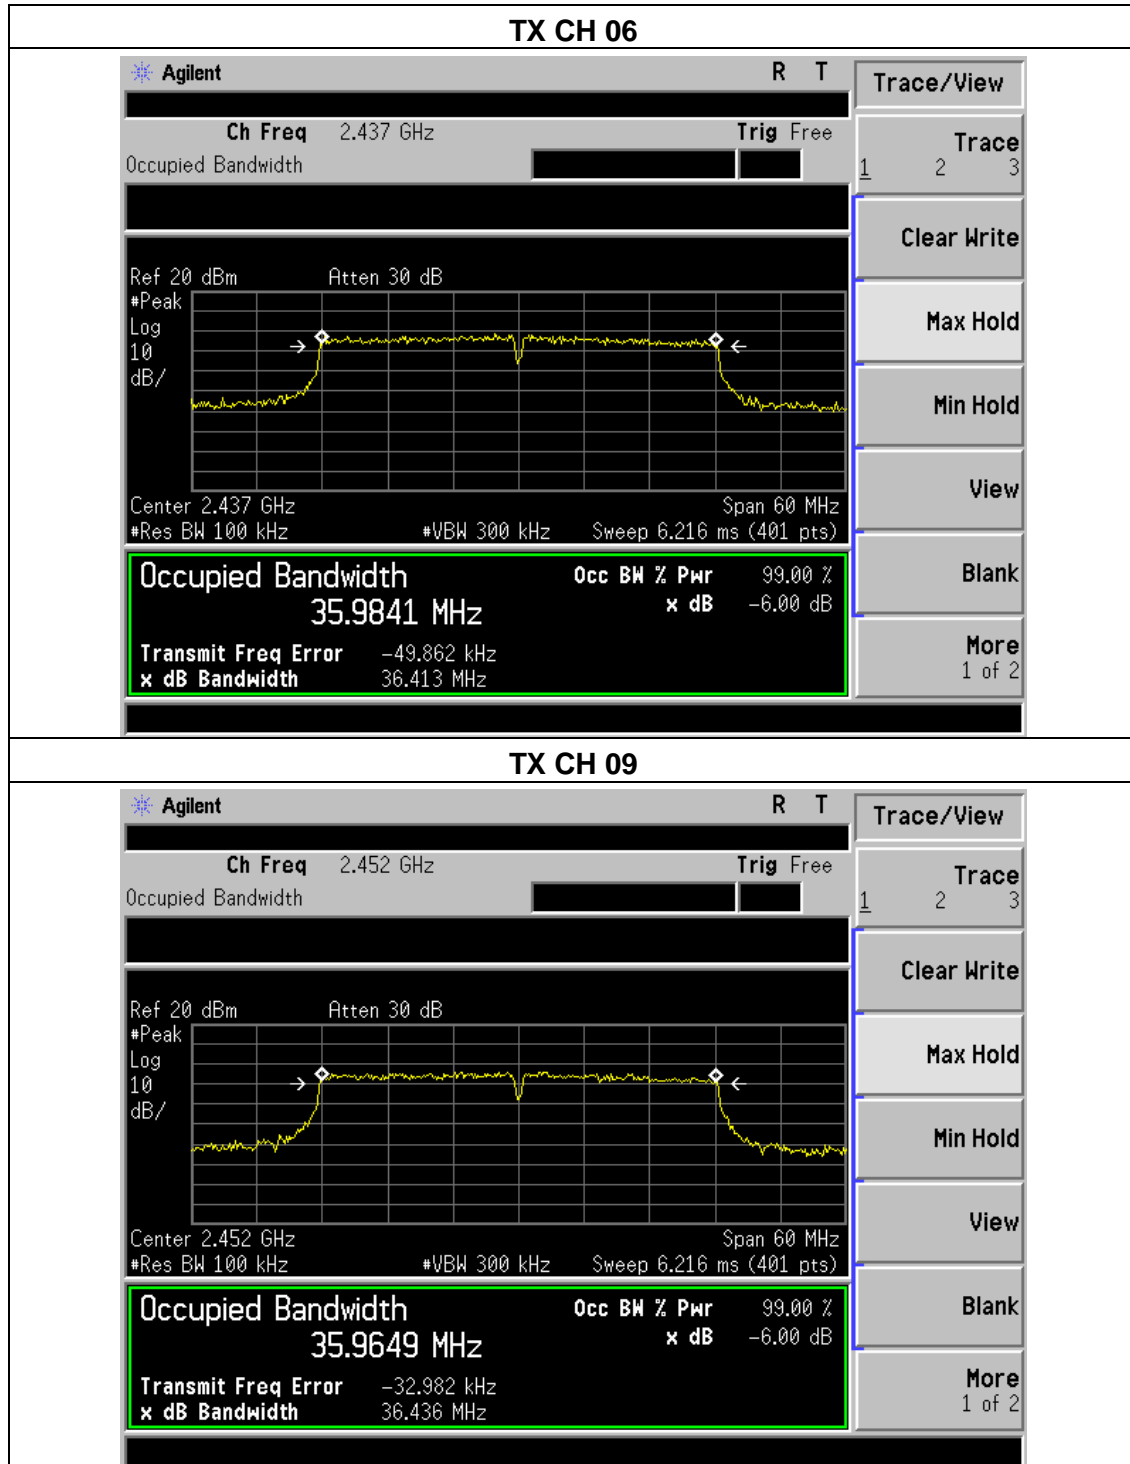 TX CH 06
Agilent R T
Trace/View
Ch Freq 2.437 GHz Trig Free
Occupied Bandwidth
Trace
1 2 3
Clear Write
Ref 20 dBm Atten 30 dB
#Peak
Log
10
dB/
Max Hold
Min Hold
View
Center 2.437 GHz Span 60 MHz
#Res BW 100 kHz #VBW 300 kHz Sweep 6.216 ms (401 pts)
Occupied Bandwidth Occ BW % Pwr 99.00 %
35.9841 MHz x dB -6.00 dB
Blank
Transmit Freq Error -49.862 kHz
x dB Bandwidth 36.413 MHz
More
1 of 2
TX CH 09
Agilent R T
Trace/View
Ch Freq 2.452 GHz Trig Free
Occupied Bandwidth
Trace
1 2 3
Clear Write
Ref 20 dBm Atten 30 dB
#Peak
Log
10
dB/
Max Hold
Min Hold
View
Center 2.452 GHz Span 60 MHz
#Res BW 100 kHz #VBW 300 kHz Sweep 6.216 ms (401 pts)
Occupied Bandwidth Occ BW % Pwr 99.00 %
35.9649 MHz x dB -6.00 dB
Blank
Transmit Freq Error -32.982 kHz
x dB Bandwidth 36.436 MHz
More
1 of 2